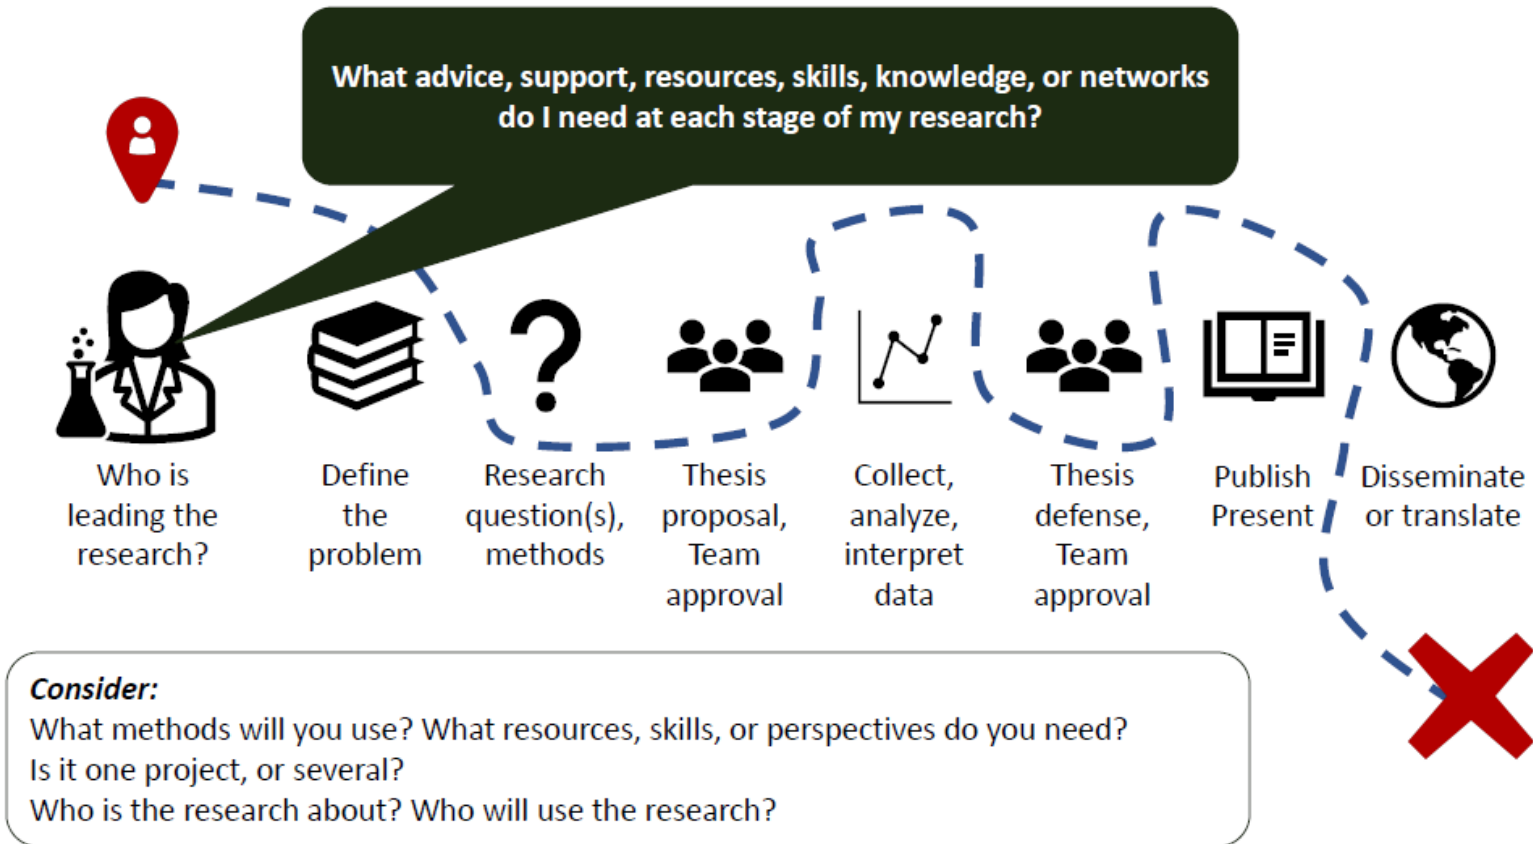 What advice, support, resources, skills, knowledge, or networks
do I need at each stage of my research?
Who is
leading the
research?
Define
the
problem
Research
question(s),
methods
Thesis
proposal,
Team
approval
Collect,
analyze,
interpret
data
Thesis
defense,
Team
approval
Publish
Present
Disseminate
or translate
Consider:
What methods will you use? What resources, skills, or perspectives do you need?
Is it one project, or several?
Who is the research about? Who will use the research?